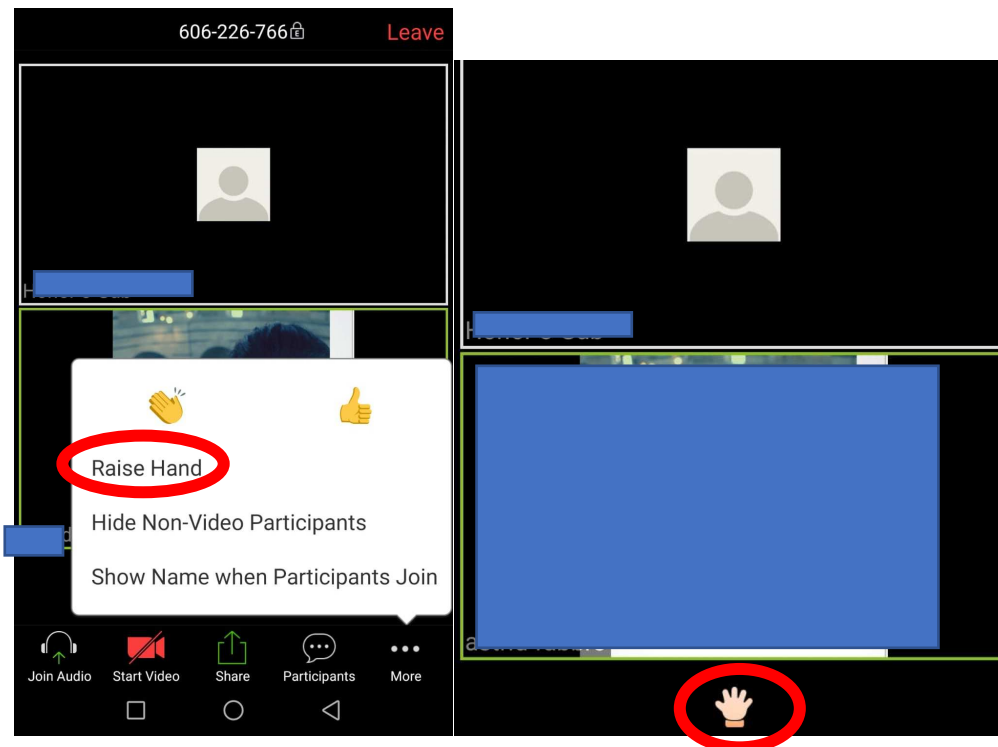 606-226-766
Leave
Raise Hand
Hide Non-Video Participants
Show Name when Participants Join
Join Audio
Start Video
Share
Participants
More